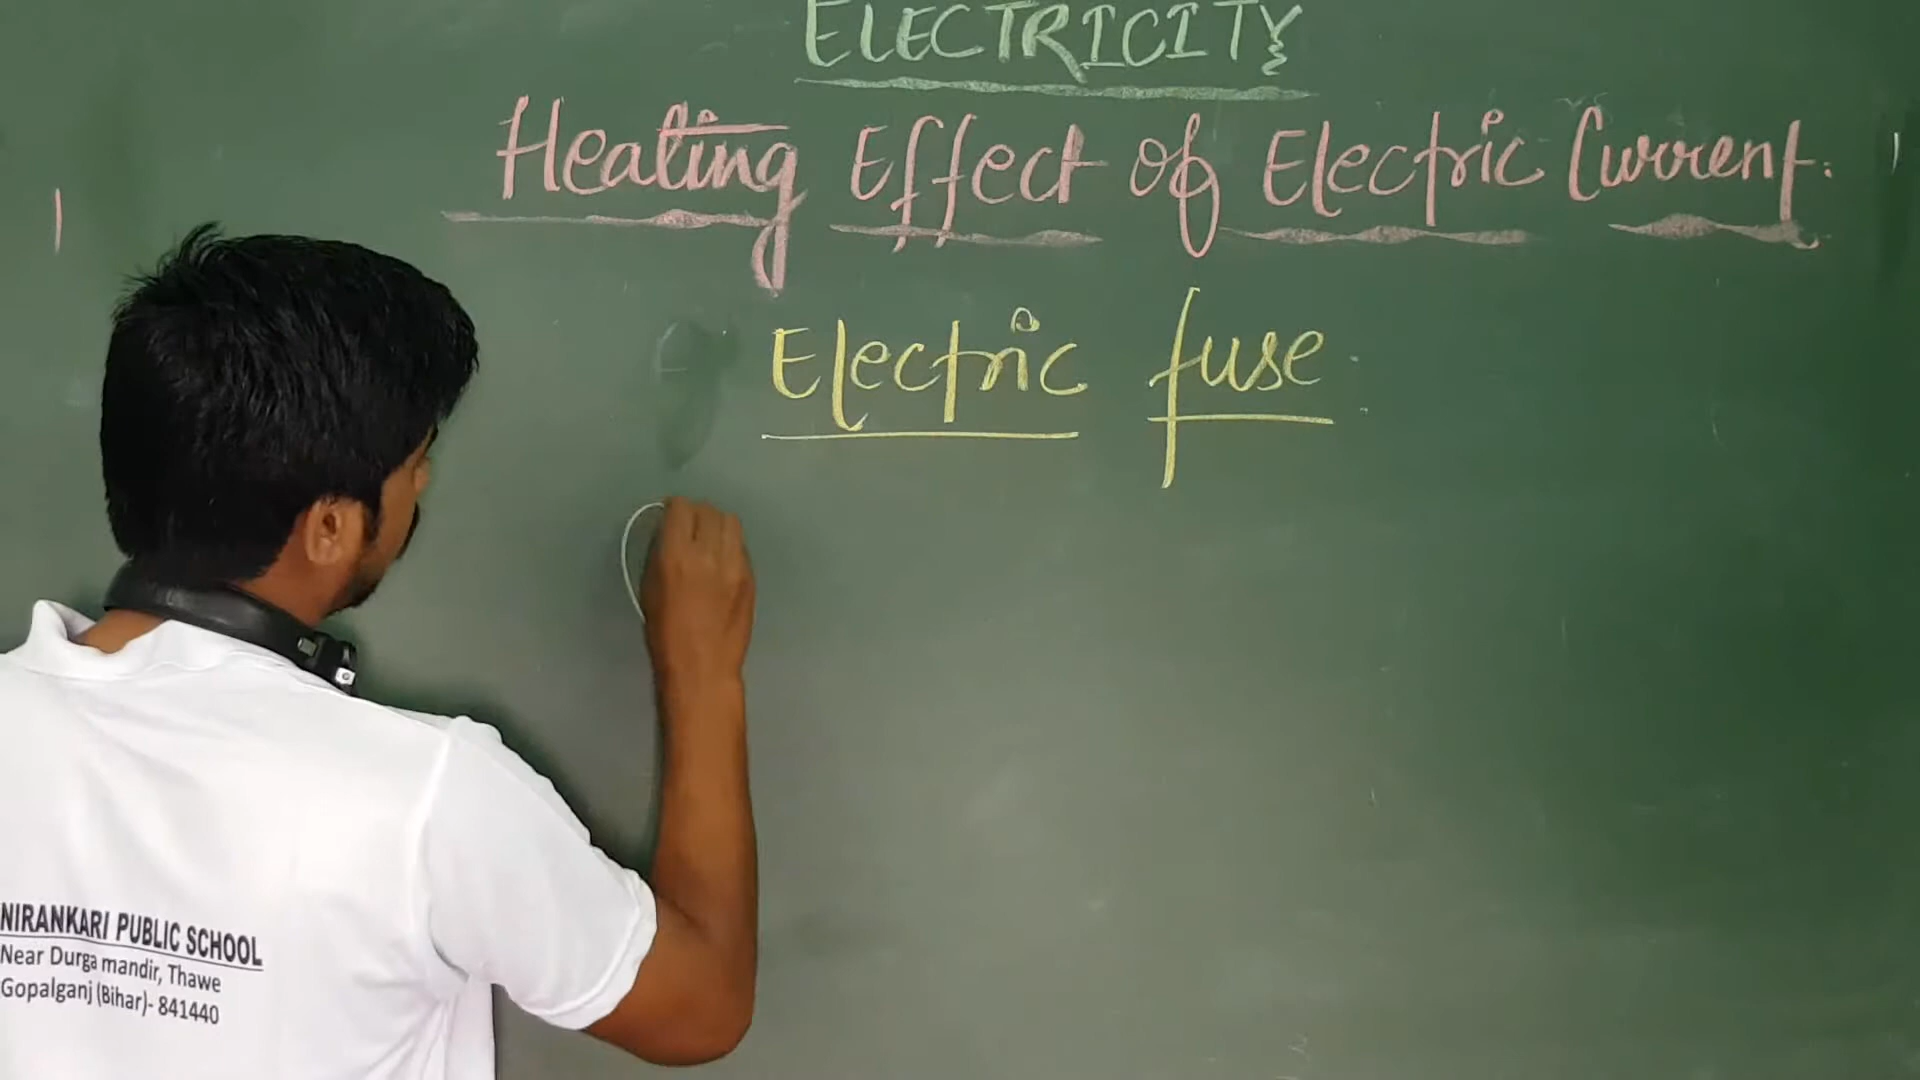 ELECTRICITY
Heating Effect of Electric Current.
Electric fuse
NIRANKARI PUBLIC SCHOOL
Near Durga mandir, Thawe
Gopalganj (Bihar)- 841440